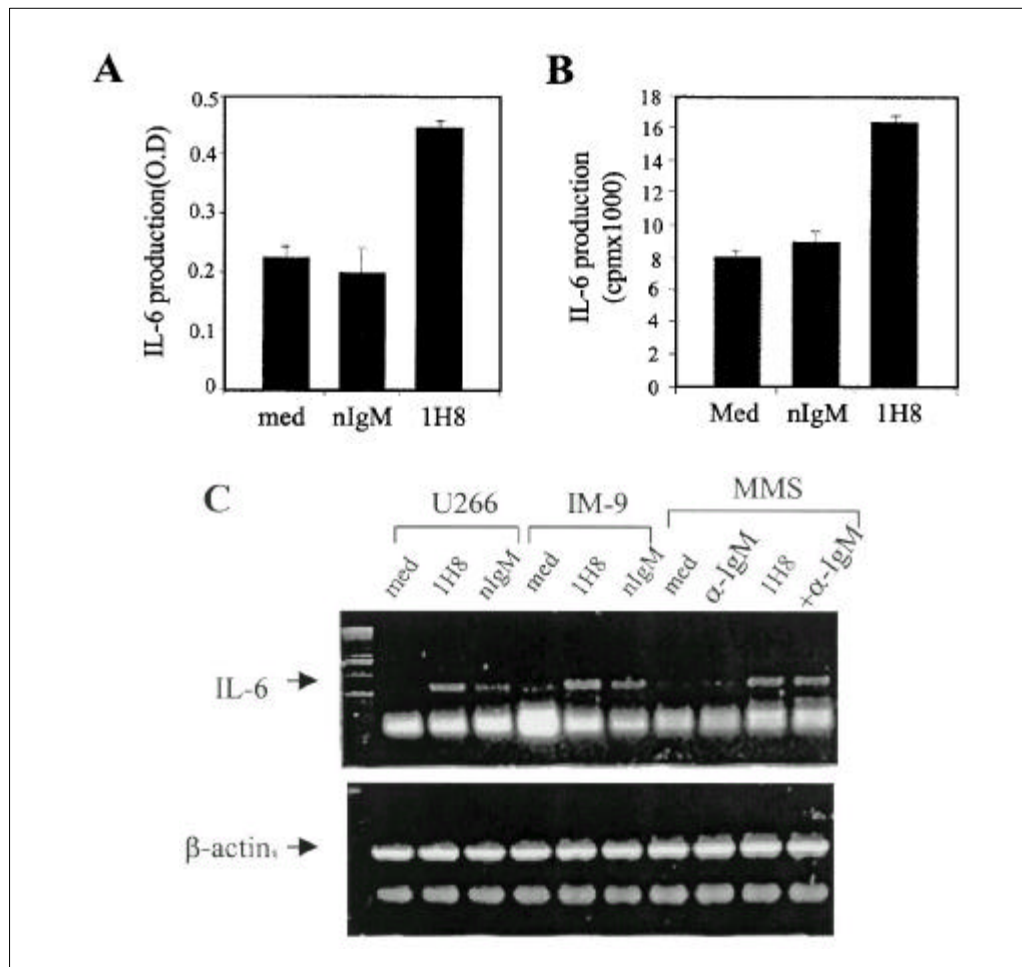 A
IL-6 production(O.D)
0.5
0.4
0.3
0.2
0.1
0
med nIgM 1H8
B
IL-6 production
(cpmx1000)
18
16
14
12
10
8
6
4
2
0
Med nIgM 1H8
C
U266 IM-9 MMS
med 1H8 nIgM med 1H8 nIgM med α-IgM 1H8 +α-IgM
IL-6
β-actin